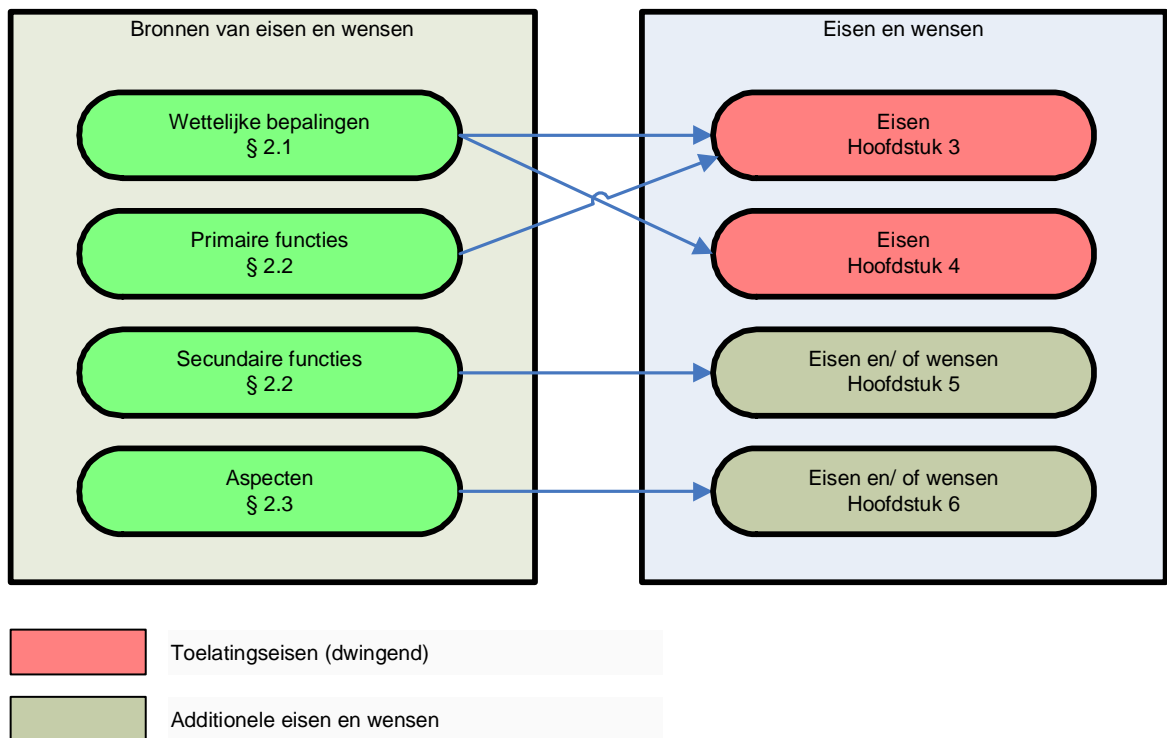 Bronnen van eisen en wensen
Wettelijke bepalingen
§ 2.1
Primaire functies
§ 2.2
Secundaire functies
§ 2.2
Aspecten
§ 2.3
Eisen en wensen
Eisen
Hoofdstuk 3
Eisen
Hoofdstuk 4
Eisen en/ of wensen
Hoofdstuk 5
Eisen en/ of wensen
Hoofdstuk 6
Toelatingseisen (dwingend)
Additionele eisen en wensen